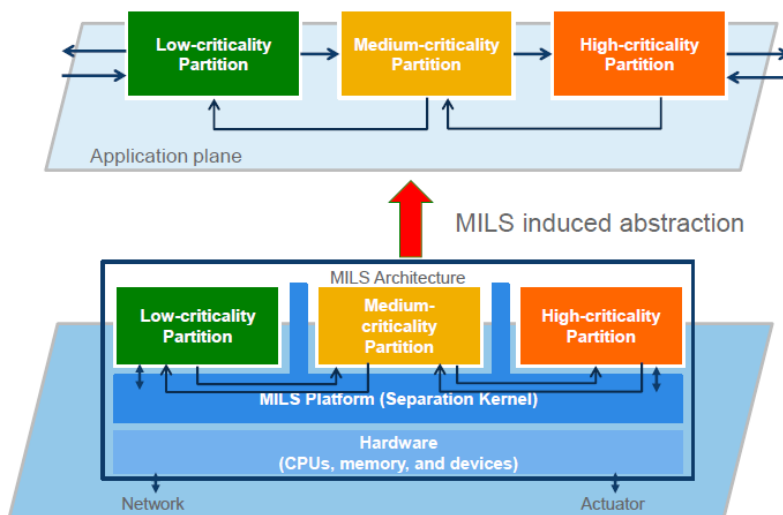 Low-criticality
Partition
Medium-criticality
Partition
High-criticality
Partition
Application plane
MILS induced abstraction
MILS Architecture
Low-criticality
Partition
Medium-
criticality
Partition
High-criticality
Partition
MILS Platform (Separation Kernel)
Hardware
(CPUs, memory, and devices)
Network
Actuator